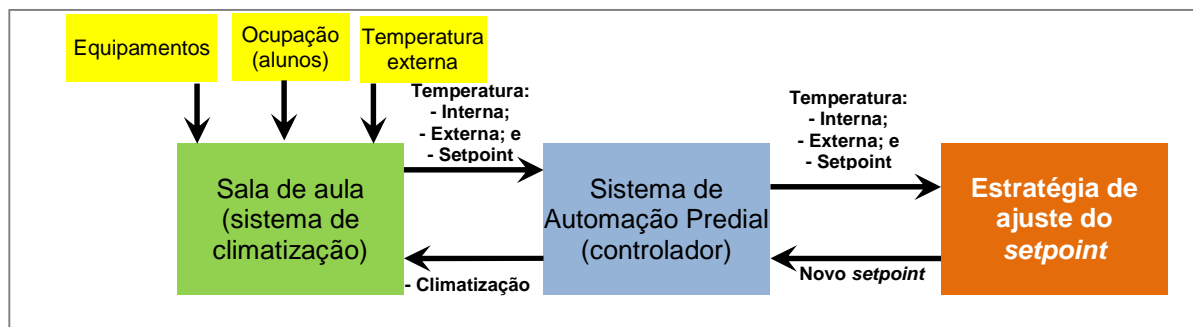 Equipamentos
Ocupação
(alunos)
Temperatura
externa
Temperatura:
- Interna;
- Externa; e
- Setpoint
Temperatura:
- Interna;
- Externa; e
- Setpoint
Sala de aula
(sistema de
climatização)
Sistema de
Automação Predial
(controlador)
Estratégia de
ajuste do
setpoint
- Climatização
Novo setpoint